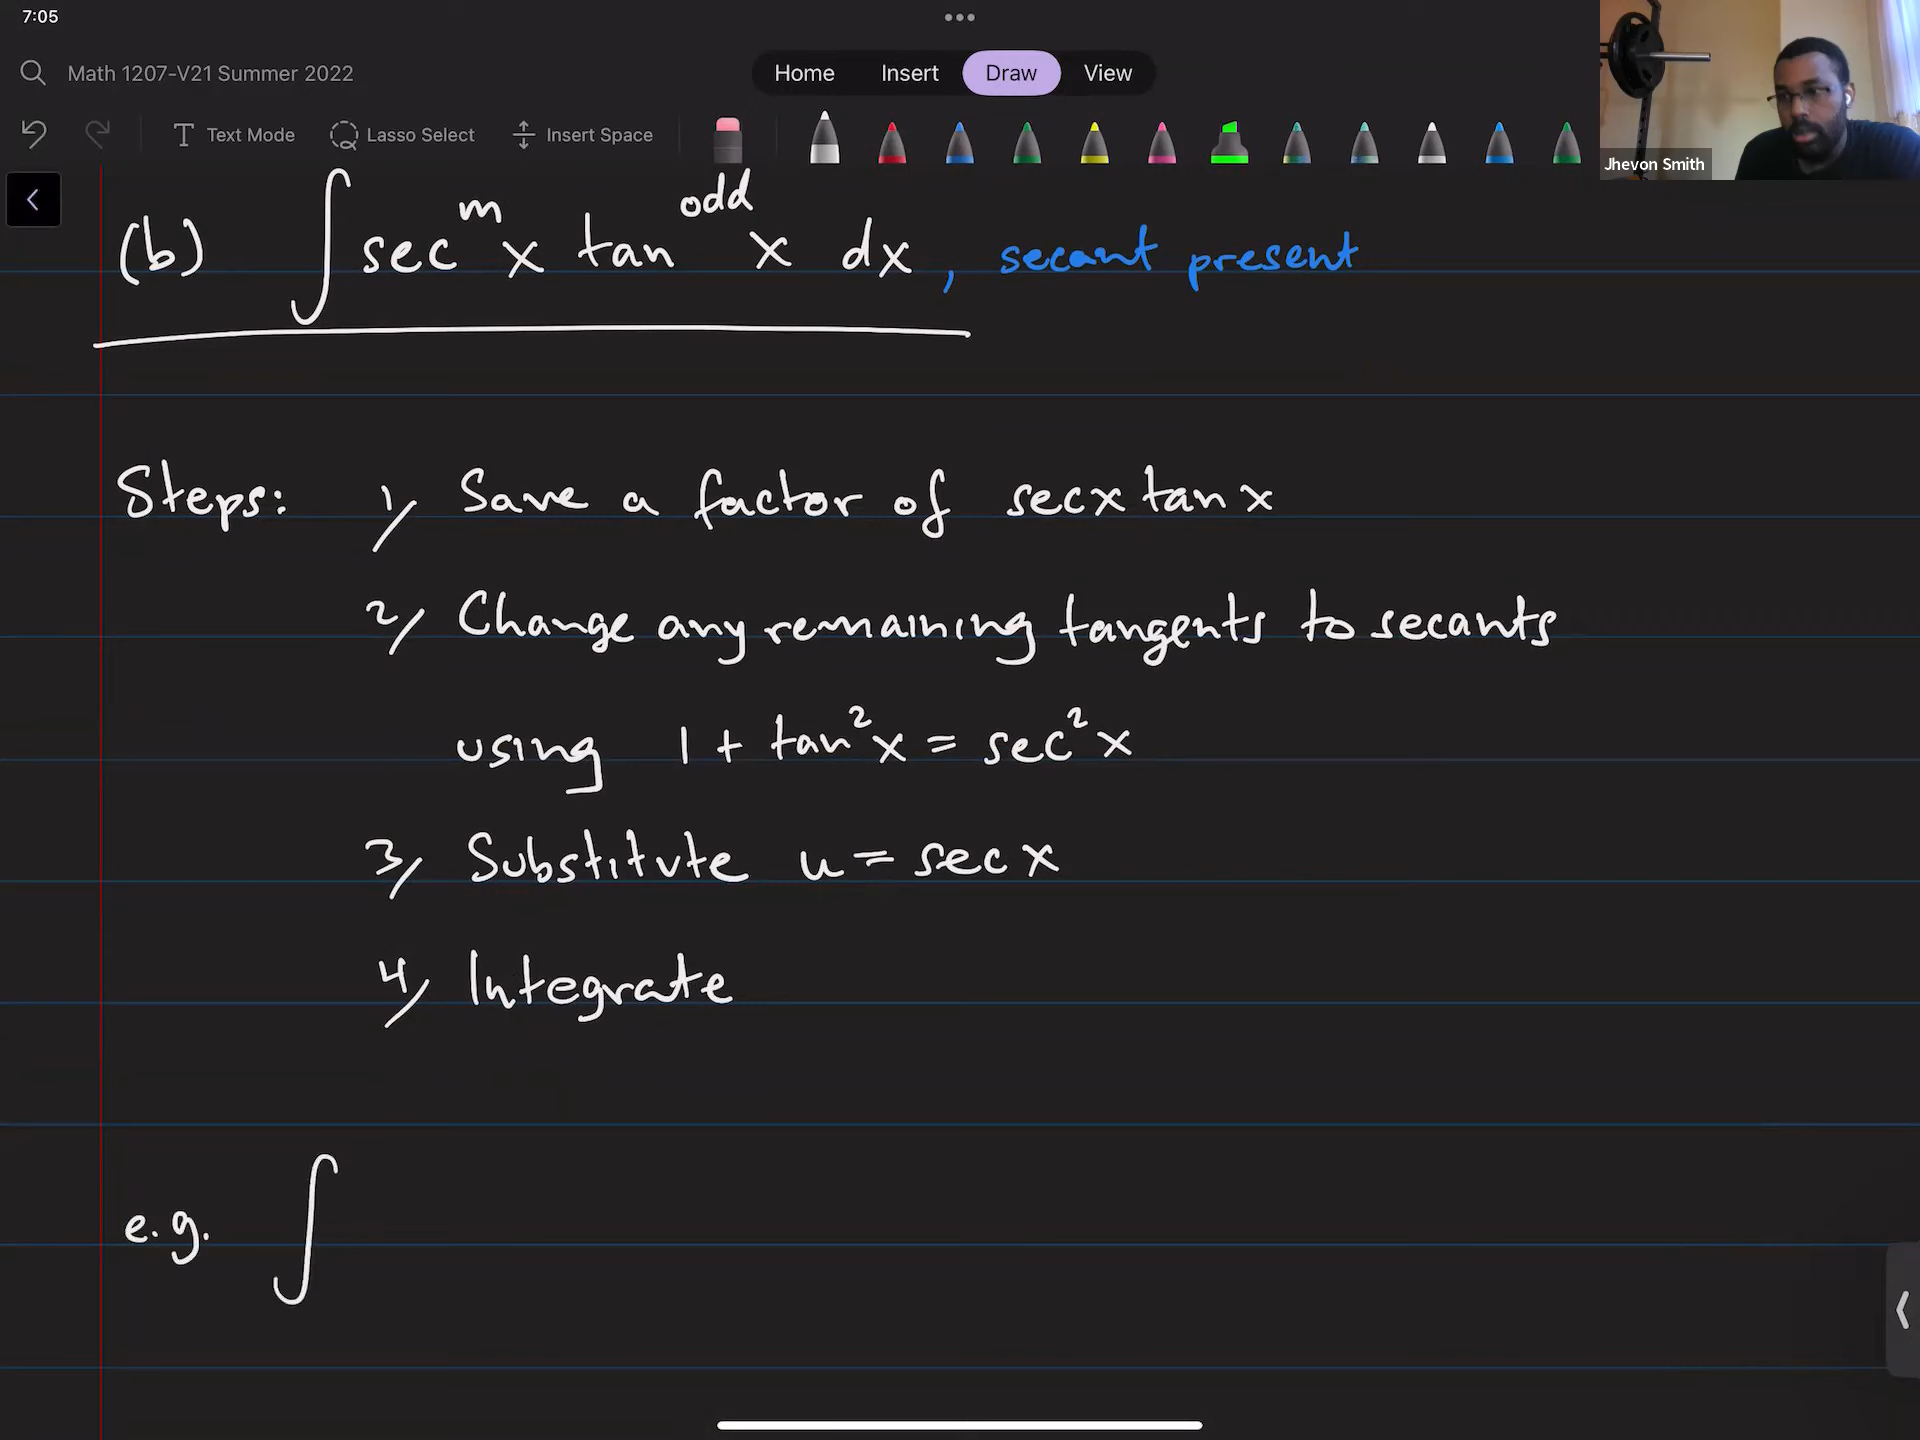 7:05
Math 1207-V21 Summer 2022
Home Insert Draw View
Text Mode Lasso Select Insert Space
Jhevon Smith
(b) ∫ sec^m x tan^odd x dx, secant present
Steps: 1, Save a factor of secx tan x
2, Change any remaining tangents to secants
using 1 + tan²x = sec²x
3, Substitute u = sec x
4, Integrate
e.g. ∫